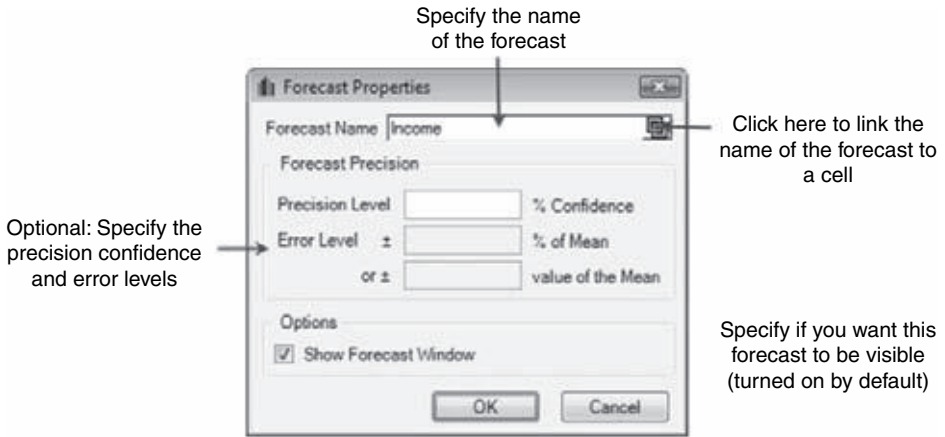 Specify the name
of the forecast
Forecast Properties
Forecast Name Income
Click here to link the
name of the forecast to
a cell
Forecast Precision
Precision Level % Confidence
Optional: Specify the
precision confidence
and error levels
Error Level ± % of Mean
or ± value of the Mean
Options
Show Forecast Window
Specify if you want this
forecast to be visible
(turned on by default)
OK Cancel